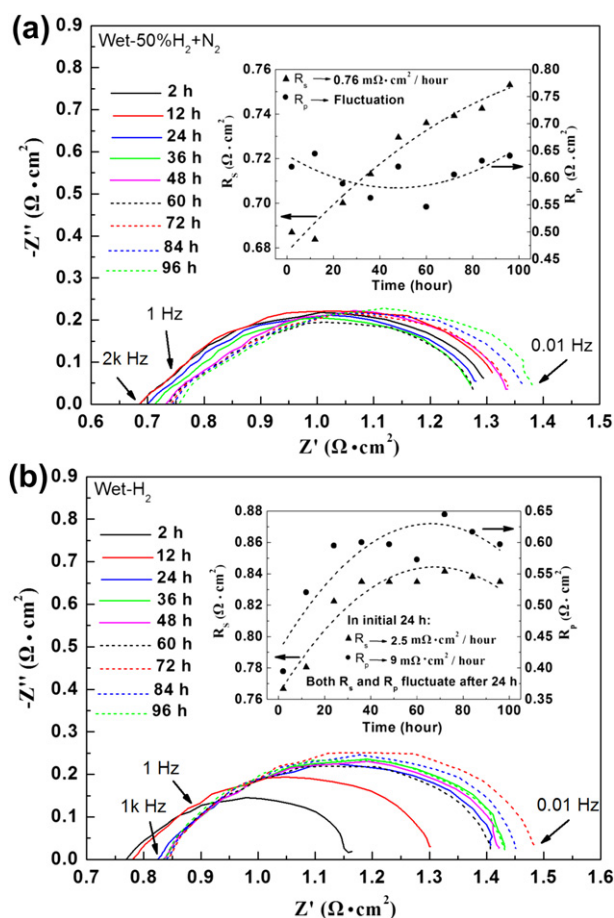 (a)
Wet-50%H₂+N₂
2 h
12 h
24 h
36 h
48 h
60 h
72 h
84 h
96 h
-Z'' (Ω•cm²)
0.9
0.8
0.7
0.6
0.5
0.4
0.3
0.2
0.1
0.0
2k Hz
1 Hz
0.01 Hz
0.6 0.7 0.8 0.9 1.0 1.1 1.2 1.3 1.4 1.5
Z' (Ω•cm²)
Rₛ 0.76 mΩ•cm² / hour
Rₚ Fluctuation
Rₛ (Ω•cm²)
0.76
0.74
0.72
0.70
0.68
Rₚ (Ω.cm²)
0.80
0.75
0.70
0.65
0.60
0.55
0.50
0.45
0 20 40 60 80 100
Time (hour)
(b)
Wet-H₂
2 h
12 h
24 h
36 h
48 h
60 h
72 h
84 h
96 h
-Z'' (Ω•cm²)
0.9
0.8
0.7
0.6
0.5
0.4
0.3
0.2
0.1
0.0
1 Hz
1k Hz
0.01 Hz
0.7 0.8 0.9 1.0 1.1 1.2 1.3 1.4 1.5 1.6
Z' (Ω•cm²)
Rₛ (Ω•cm²)
0.88
0.86
0.84
0.82
0.80
0.78
0.76
Rₚ (Ω•cm²)
0.65
0.60
0.55
0.50
0.45
0.40
0.35
In initial 24 h:
Rₛ 2.5 mΩ•cm² / hour
Rₚ 9 mΩ•cm² / hour
Both Rₛ and Rₚ fluctuate after 24 h
0 20 40 60 80 100
Time (hour)